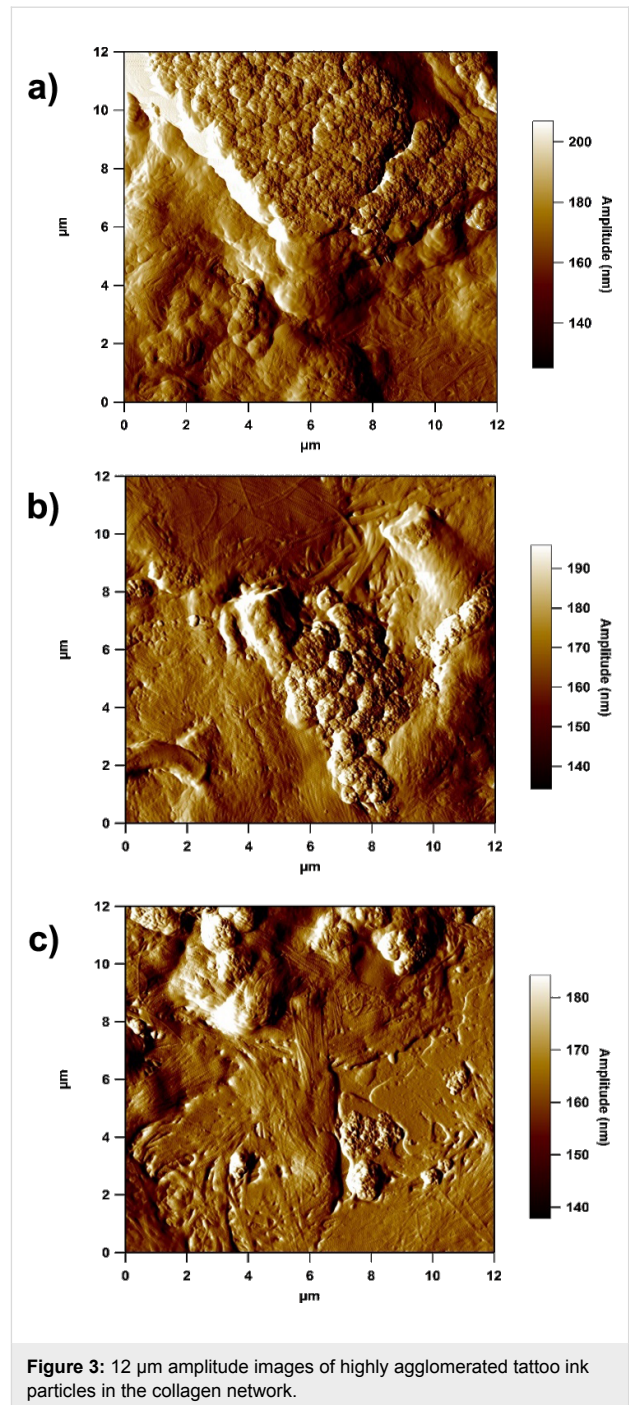 a)
12
10
8
6
4
2
0
µm
0 2 4 6 8 10 12
µm
200
180
160
140
Amplitude (nm)
b)
12
10
8
6
4
2
0
µm
0 2 4 6 8 10 12
µm
190
180
170
160
150
140
Amplitude (nm)
c)
12
10
8
6
4
2
0
µm
0 2 4 6 8 10 12
µm
180
170
160
150
140
Amplitude (nm)
Figure 3: 12 µm amplitude images of highly agglomerated tattoo ink
particles in the collagen network.